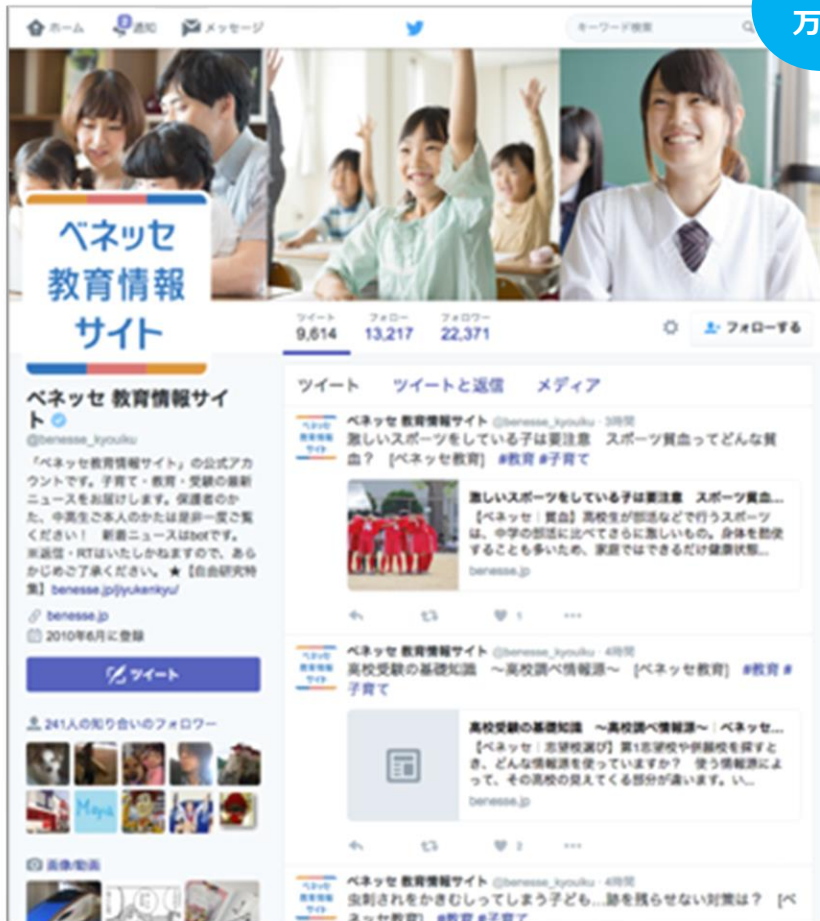 万
ホーム 通知 メッセージ キーワード検索
ベネッセ
教育情報
サイト
ツイート フォロー フォロワー
9,614 13,217 22,371
フォローする
ベネッセ 教育情報サイ
ト
@benesse_kyouiku
「ベネッセ教育情報サイト」の公式アカ
ウントです。子育て・教育・受験の最新
ニュースをお届けします。保護者のか
た、中高生ご本人のかたは是非一度ご覧
ください！ 新着ニュースはbotです。
※返信・RTはいたしかねますので、あら
かじめご了承ください。 ★【自由研究特
集】benesse.jp/jiyukenkyu/
benesse.jp
2010年6月に登録
ツイート
241人の知り合いのフォロワー
Maya
画像/動画
ツイート ツイートと返信 メディア
ベネッセ 教育情報サイト @benesse_kyouiku · 3時間
激しいスポーツをしている子は要注意 スポーツ貧血ってどんな貧
血？ [ベネッセ教育] #教育 #子育て
激しいスポーツをしている子は要注意 スポーツ貧血...
【ベネッセ｜貧血】高校生が部活などで行うスポーツ
は、中学の部活に比べてさらに激しいもの。身体を酷使
することも多いため、家庭ではできるだけ健康状態...
benesse.jp
1
ベネッセ 教育情報サイト @benesse_kyouiku · 4時間
高校受験の基礎知識 ～高校調べ情報源～ [ベネッセ教育] #教育 #
子育て
高校受験の基礎知識 ～高校調べ情報源～｜ベネッセ...
【ベネッセ｜志望校選び】第1志望校や併願校を探すと
き、どんな情報源を使っていますか？ 使う情報源によ
って、その高校の見えてくる部分が違います。い...
benesse.jp
2
ベネッセ 教育情報サイト @benesse_kyouiku · 4時間
虫刺されをかきむしってしまう子ども...跡を残らせない対策は？ [ベ
ネッセ教育] #教育 #子育て